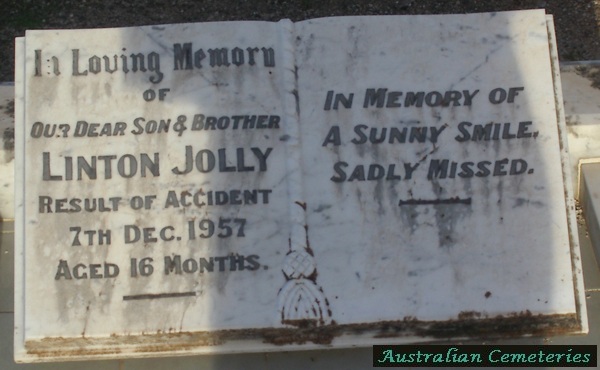 In Loving Memory
OF
OUR DEAR SON & BROTHER
LINTON JOLLY
RESULT OF ACCIDENT
7TH DEC. 1957
AGED 16 MONTHS.
IN MEMORY OF
A SUNNY SMILE,
SADLY MISSED.
Australian Cemeteries